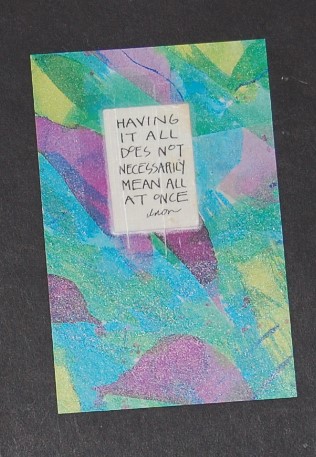 HAVING
IT ALL
DOES NOT
NECESSARILY
MEAN ALL
AT ONCE